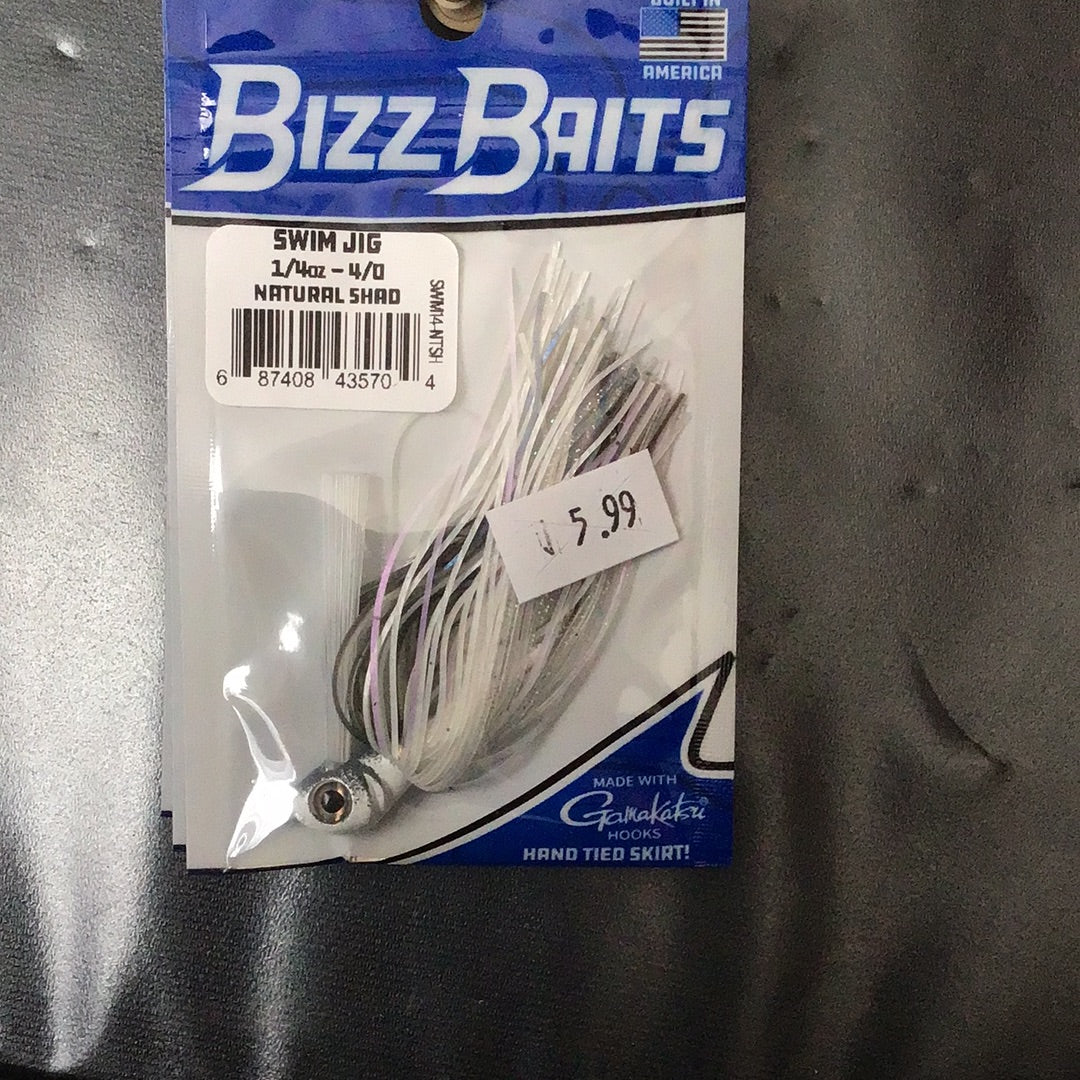 BUILT IN
AMERICA
BIZZ BAITS
SWIM JIG
1/4oz – 4/0
NATURAL SHAD
SWM14-NTSH
6 87408 43570 4
5.99
MADE WITH
Gamakatsu®
HOOKS
HAND TIED SKIRT!